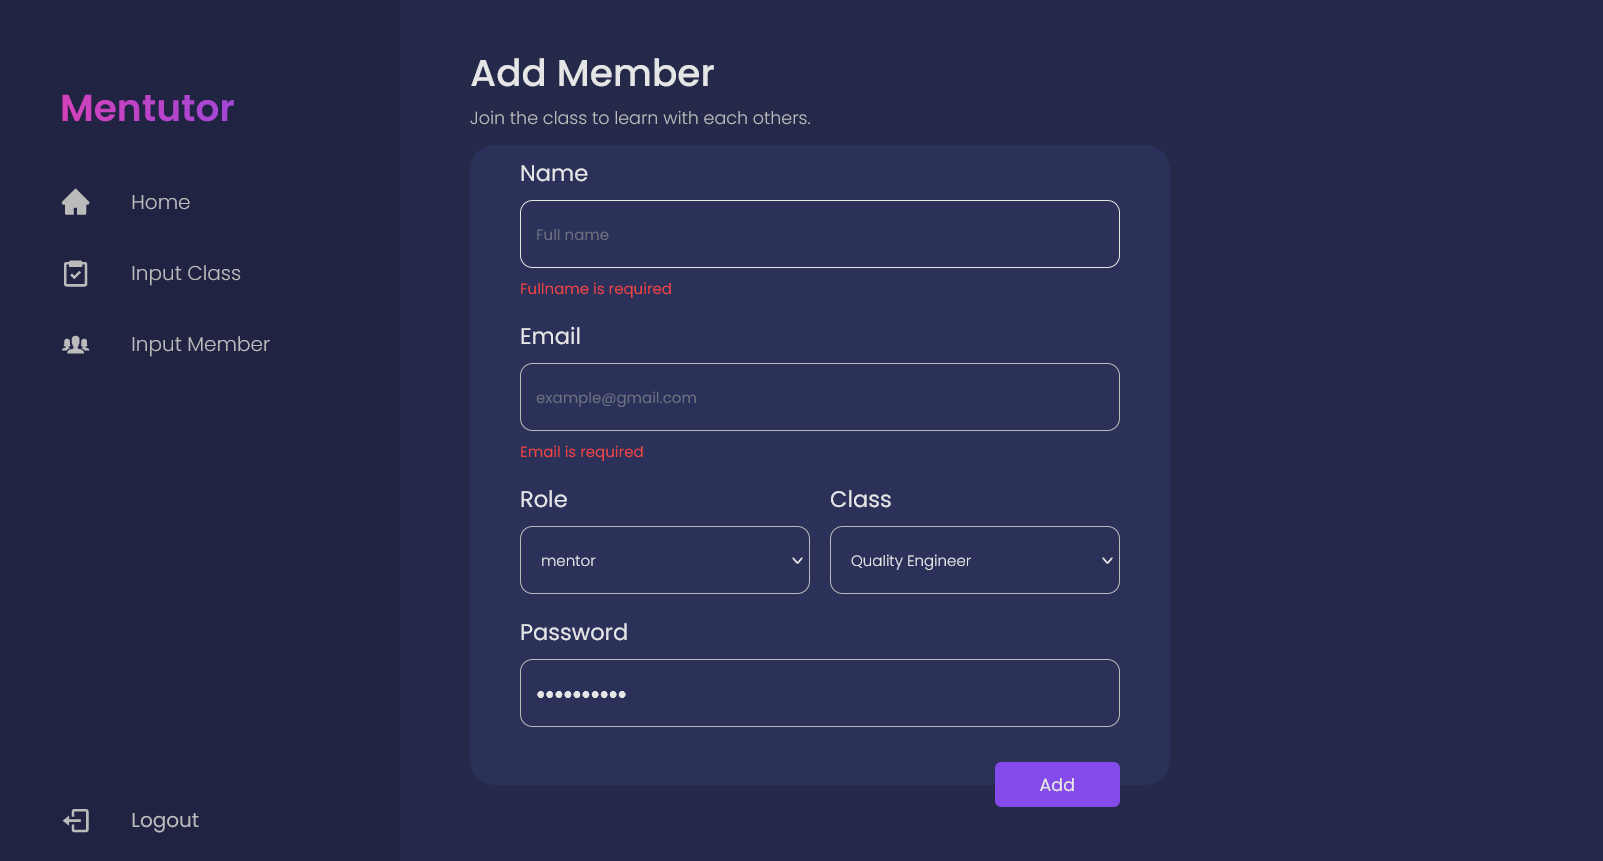 Mentutor
Home
Input Class
Input Member
Logout
Add Member
Join the class to learn with each others.
Name
Full name
Fullname is required
Email
example@gmail.com
Email is required
Role
Class
mentor
Quality Engineer
Password
••••••••••
Add